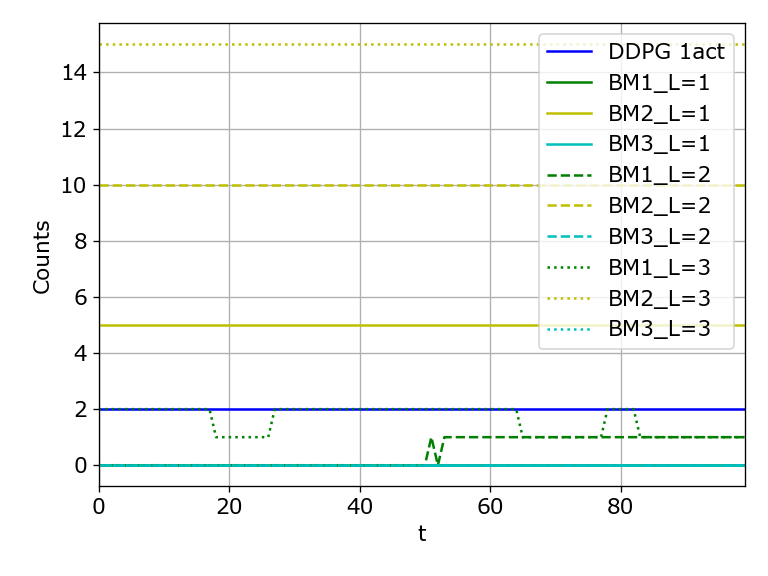 14
12
10
8
6
4
2
0
Counts
0 20 40 60 80
t
DDPG 1act
BM1_L=1
BM2_L=1
BM3_L=1
BM1_L=2
BM2_L=2
BM3_L=2
BM1_L=3
BM2_L=3
BM3_L=3